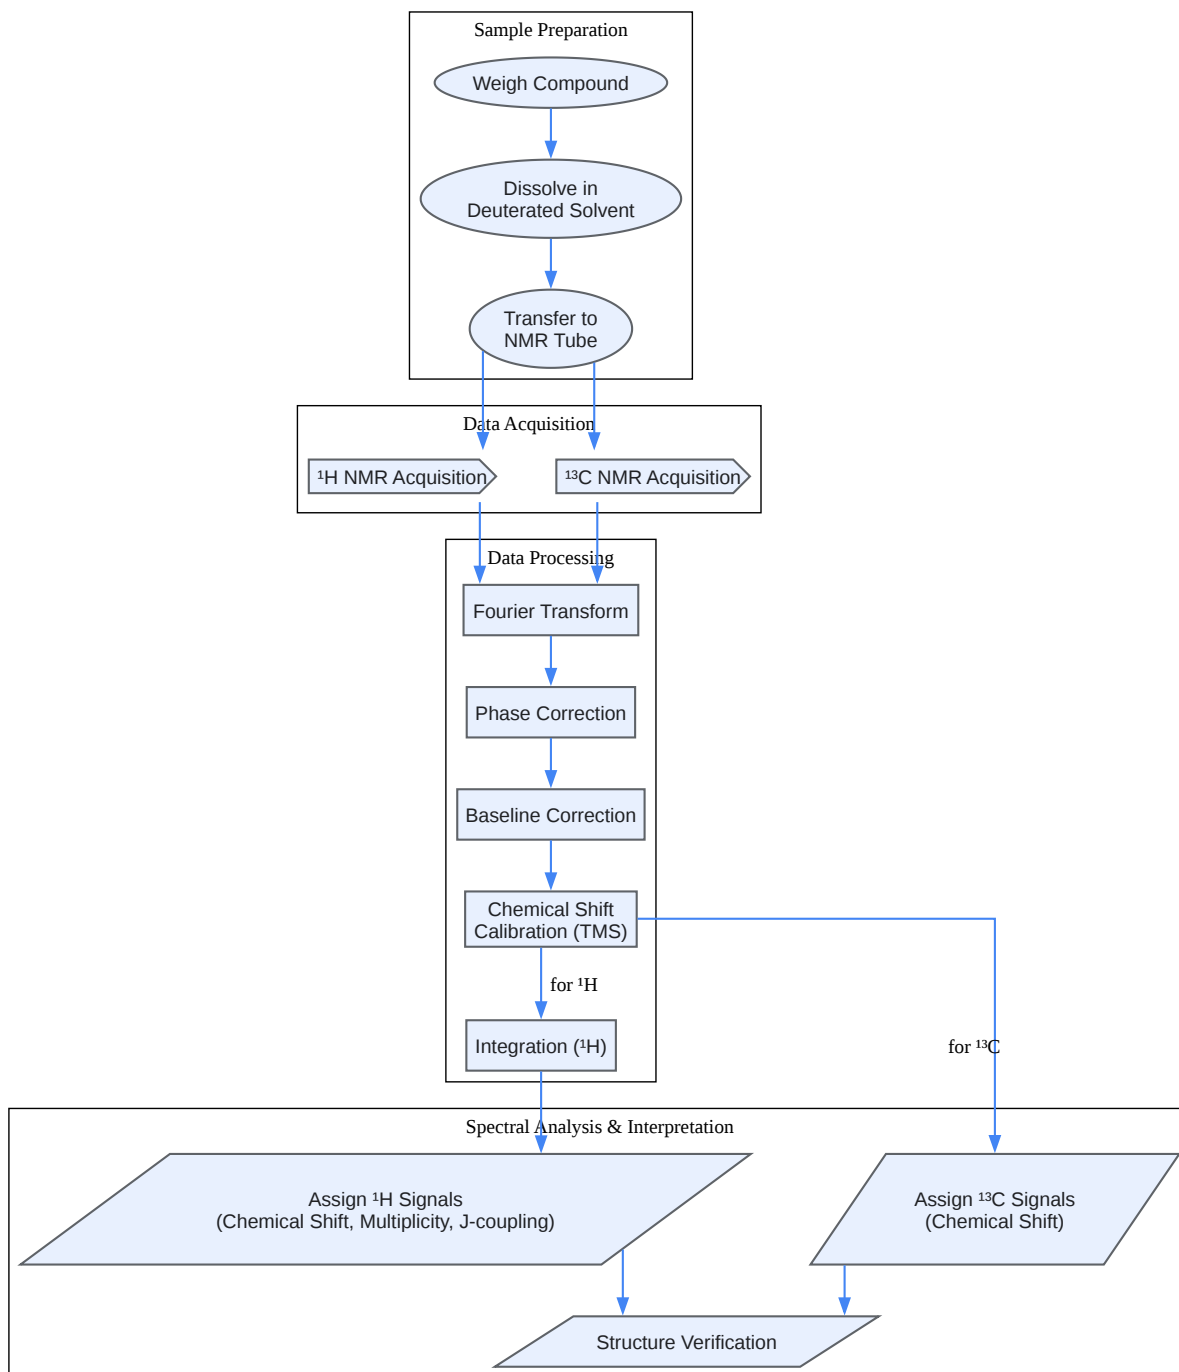 Sample Preparation
Weigh Compound
Dissolve in
Deuterated Solvent
Transfer to
NMR Tube
Data Acquisition
¹H NMR Acquisition
¹³C NMR Acquisition
Data Processing
Fourier Transform
Phase Correction
Baseline Correction
Chemical Shift
Calibration (TMS)
for ¹H
Integration (¹H)
for ¹³C
Spectral Analysis & Interpretation
Assign ¹H Signals
(Chemical Shift, Multiplicity, J-coupling)
Assign ¹³C Signals
(Chemical Shift)
Structure Verification